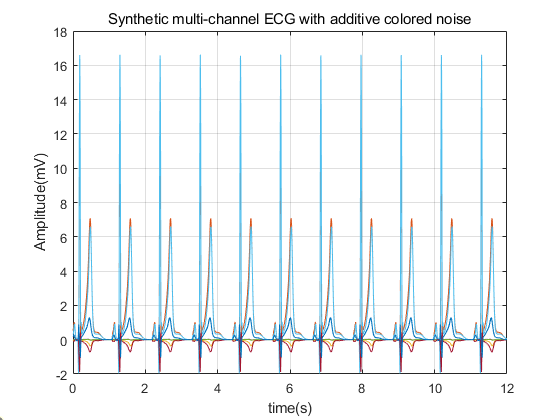 Synthetic multi-channel ECG with additive colored noise
18
16
14
12
10
8
6
4
2
0
-2
Amplitude(mV)
0 2 4 6 8 10 12
time(s)